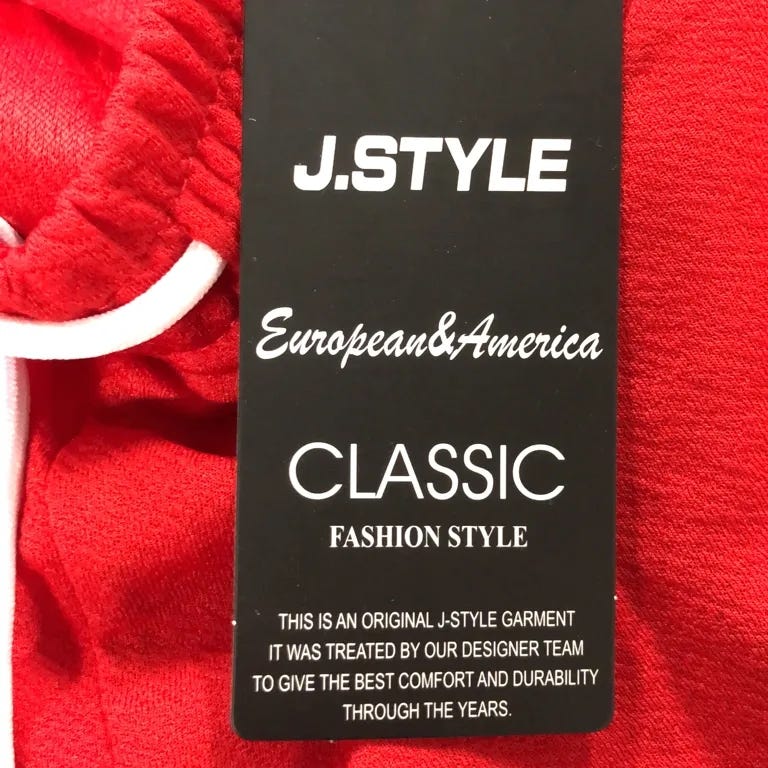 J.STYLE
European&America
CLASSIC
FASHION STYLE
THIS IS AN ORIGINAL J-STYLE GARMENT
IT WAS TREATED BY OUR DESIGNER TEAM
TO GIVE THE BEST COMFORT AND DURABILITY
THROUGH THE YEARS.